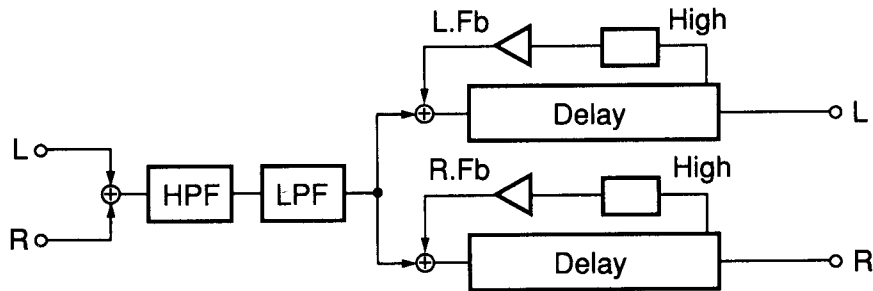 L.Fb
High
Delay
L
L
HPF
LPF
R
R.Fb
High
Delay
R